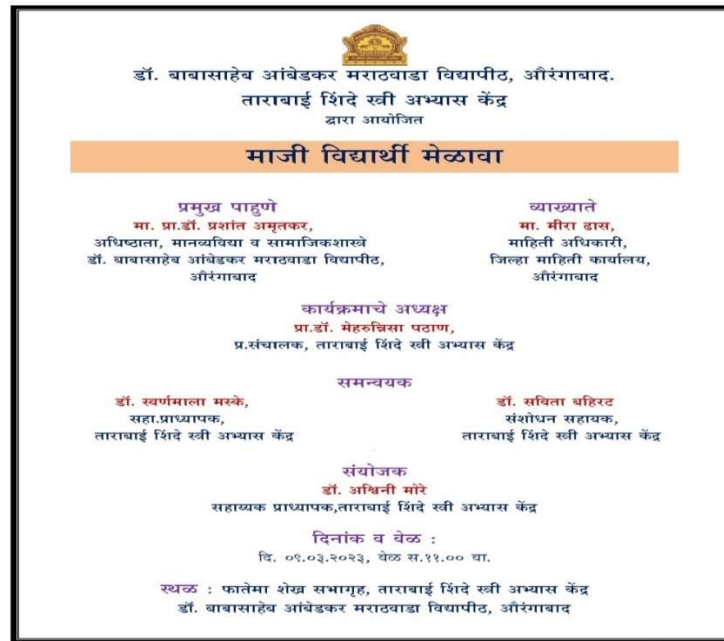 डॉ. बाबासाहेब आंबेडकर मराठवाडा विद्यापीठ, औरंगाबाद.
ताराबाई शिंदे स्त्री अभ्यास केंद्र
द्वारा आयोजित
माजी विद्यार्थी मेळावा
प्रमुख पाहुणे
मा. प्रा.डॉ. प्रशांत अमृतकर,
अधिष्ठाता, मानव्यविद्या व सामाजिकशास्त्रे
डॉ. बाबासाहेब आंबेडकर मराठवाडा विद्यापीठ,
औरंगाबाद
व्याख्याते
मा. मीरा ढास,
माहिती अधिकारी,
जिल्हा माहिती कार्यालय,
औरंगाबाद
कार्यक्रमाचे अध्यक्ष
प्रा.डॉ. मेहरुन्निसा पठाण,
प्र.संचालक, ताराबाई शिंदे स्त्री अभ्यास केंद्र
समन्वयक
डॉ. स्वर्णमाला मस्के,
सहा.प्राध्यापक,
ताराबाई शिंदे स्त्री अभ्यास केंद्र
डॉ. सविता बहिरट
संशोधन सहायक,
ताराबाई शिंदे स्त्री अभ्यास केंद्र
संयोजक
डॉ. अश्विनी मोरे
सहाय्यक प्राध्यापक,ताराबाई शिंदे स्त्री अभ्यास केंद्र
दिनांक व वेळ :
दि. ०९.०३.२०२३, वेळ स.११.०० वा.
स्थळ : फातेमा शेख सभागृह, ताराबाई शिंदे स्त्री अभ्यास केंद्र
डॉ. बाबासाहेब आंबेडकर मराठवाडा विद्यापीठ, औरंगाबाद